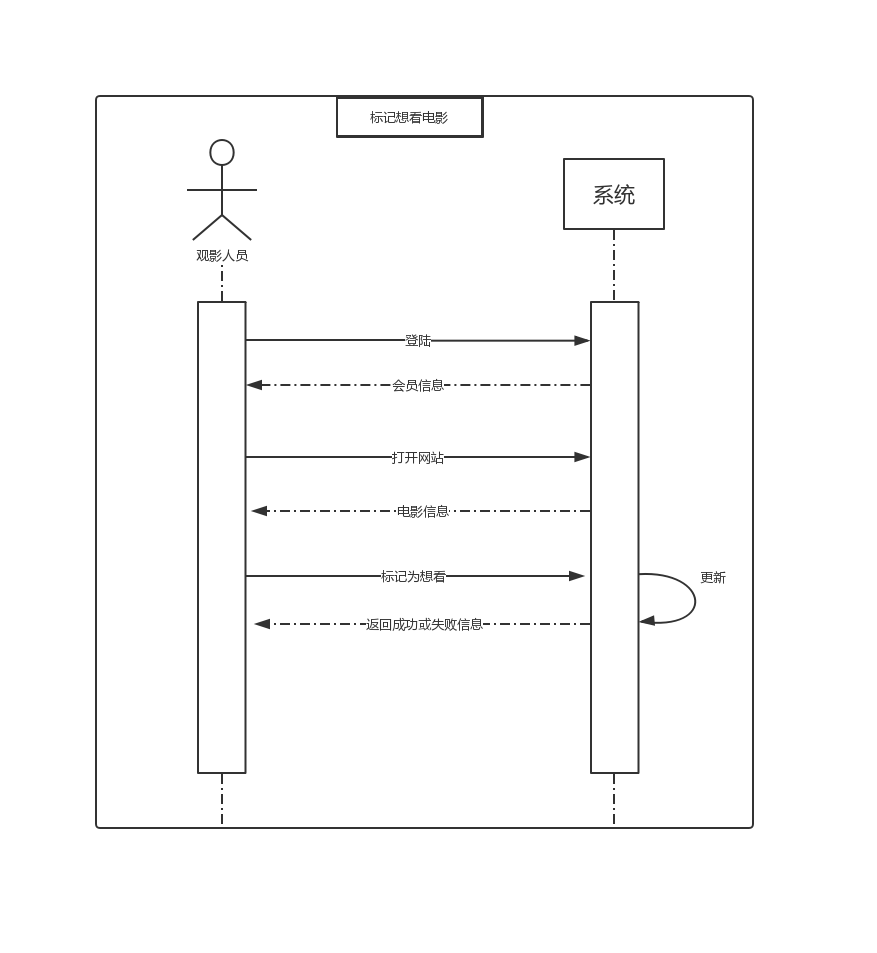 标记想看电影
系统
观影人员
登陆
会员信息
打开网站
电影信息
标记为想看
更新
返回成功或失败信息